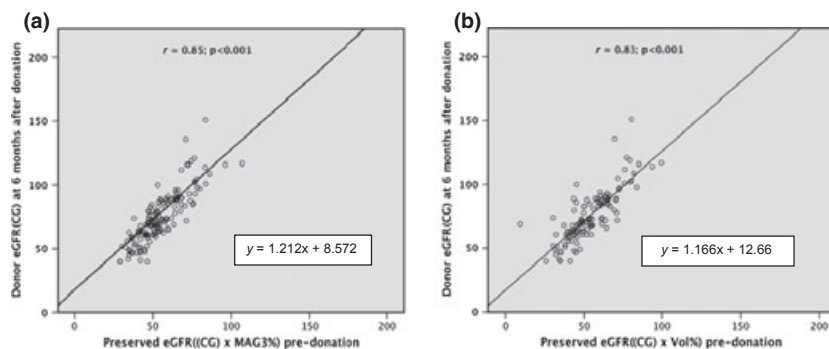 (a)
r = 0.85; p<0.001
Donor eGFR(CG) at 6 months after donation
200
150
100
50
0
y = 1.212x + 8.572
0 50 100 150 200
Preserved eGFR((CG) x MAG3%) pre-donation
(b)
r = 0.83; p<0.001
Donor eGFR(CG) at 6 months after donation
200
150
100
50
0
y = 1.166x + 12.66
0 50 100 150 200
Preserved eGFR((CG) x Vol%) pre-donation